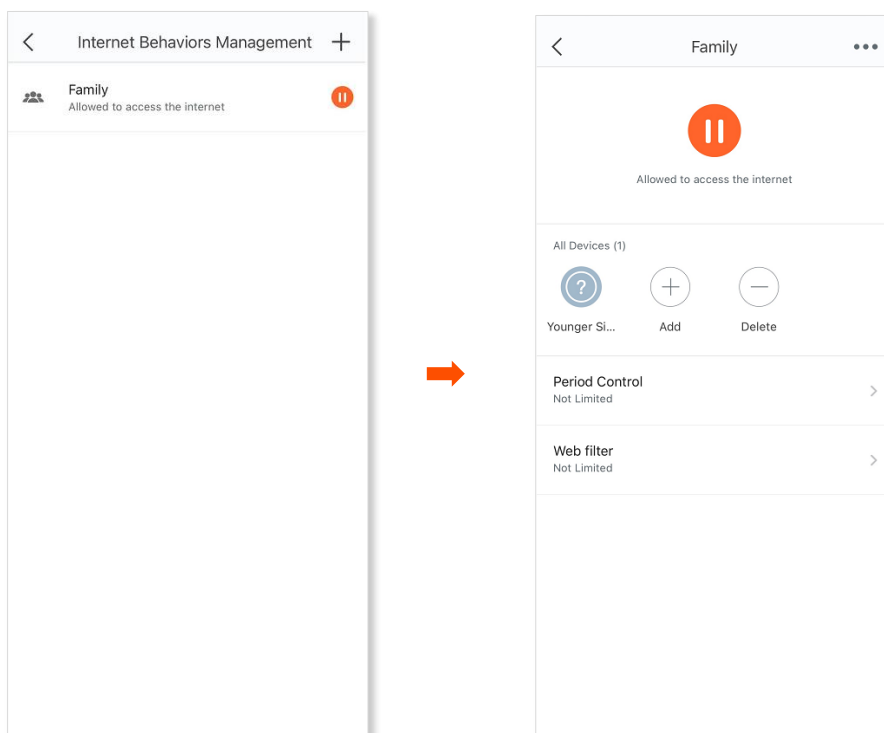 Internet Behaviors Management
Family
Allowed to access the internet
Family
Allowed to access the internet
All Devices (1)
?
Younger Si...
Add
Delete
Period Control
Not Limited
Web filter
Not Limited